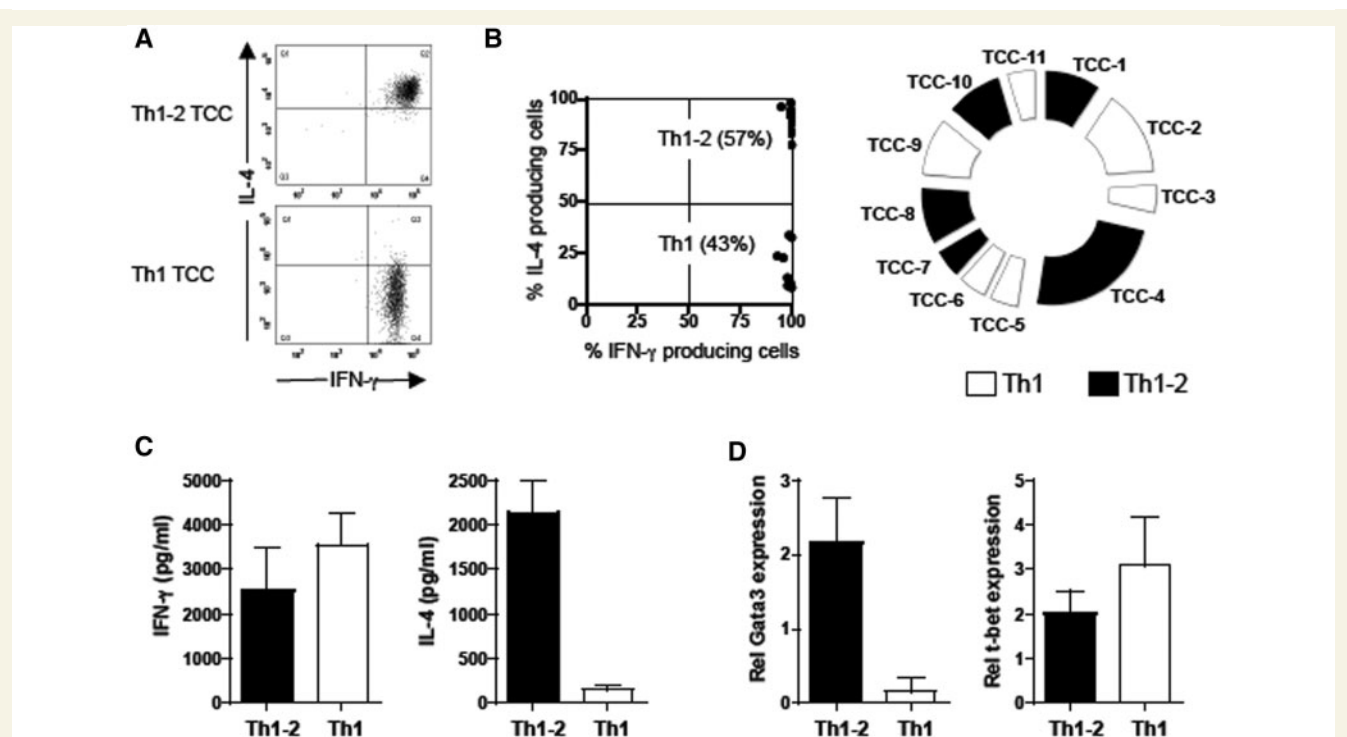 A
Th1-2 TCC
IL-4
Q1
Q2
Q3
Q4
Th1 TCC
IFN-γ
B
% IL-4 producing cells
100
75
50
25
0
Th1-2 (57%)
Th1 (43%)
0 25 50 75 100
% IFN-γ producing cells
TCC-11
TCC-1
TCC-10
TCC-2
TCC-9
TCC-3
TCC-8
TCC-7
TCC-4
TCC-6
TCC-5
Th1 Th1-2
C
IFN-γ (pg/ml)
5000
4000
3000
2000
1000
0
Th1-2 Th1
IL-4 (pg/ml)
2500
2000
1500
1000
500
0
Th1-2 Th1
D
Rel Gata3 expression
3
2
1
0
Th1-2 Th1
Rel t-bet expression
5
4
3
2
1
0
Th1-2 Th1